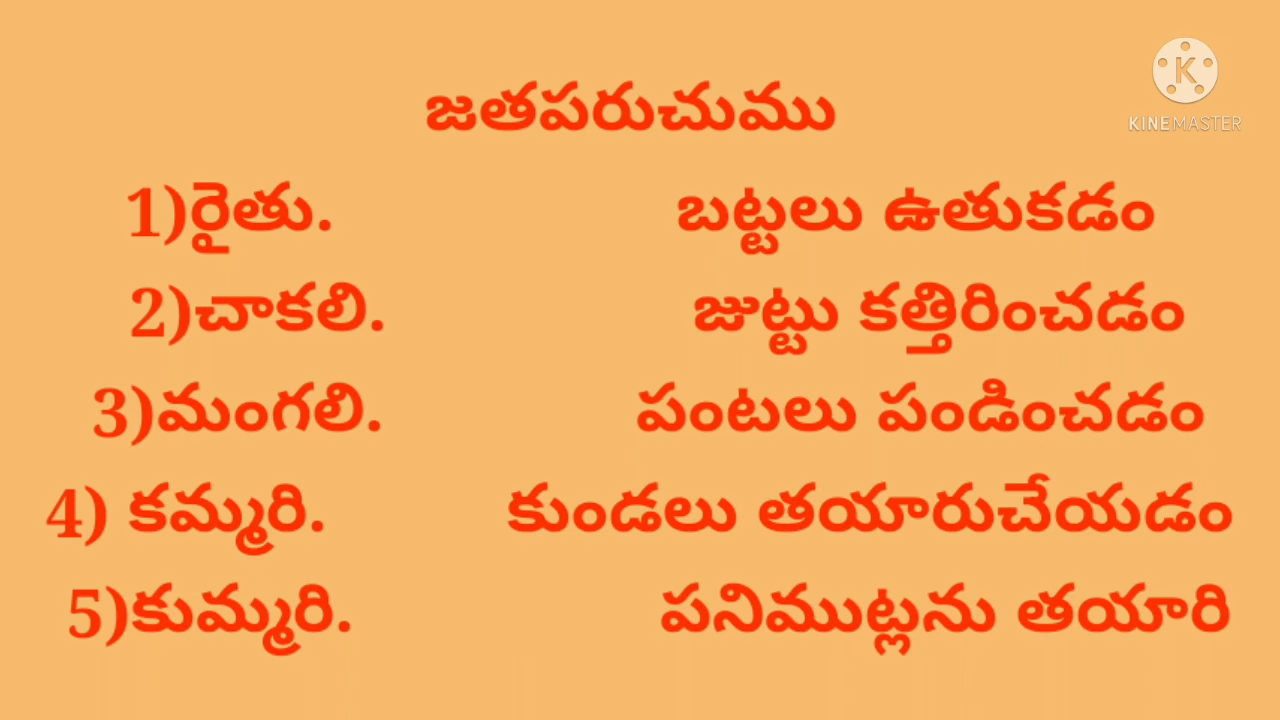 జతపరుచుము
KINEMASTER
1)రైతు. బట్టలు ఉతుకడం
2)చాకలి. జుట్టు కత్తిరించడం
3)మంగలి. పంటలు పండించడం
4) కమ్మరి. కుండలు తయారుచేయడం
5)కుమ్మరి. పనిముట్లను తయారి